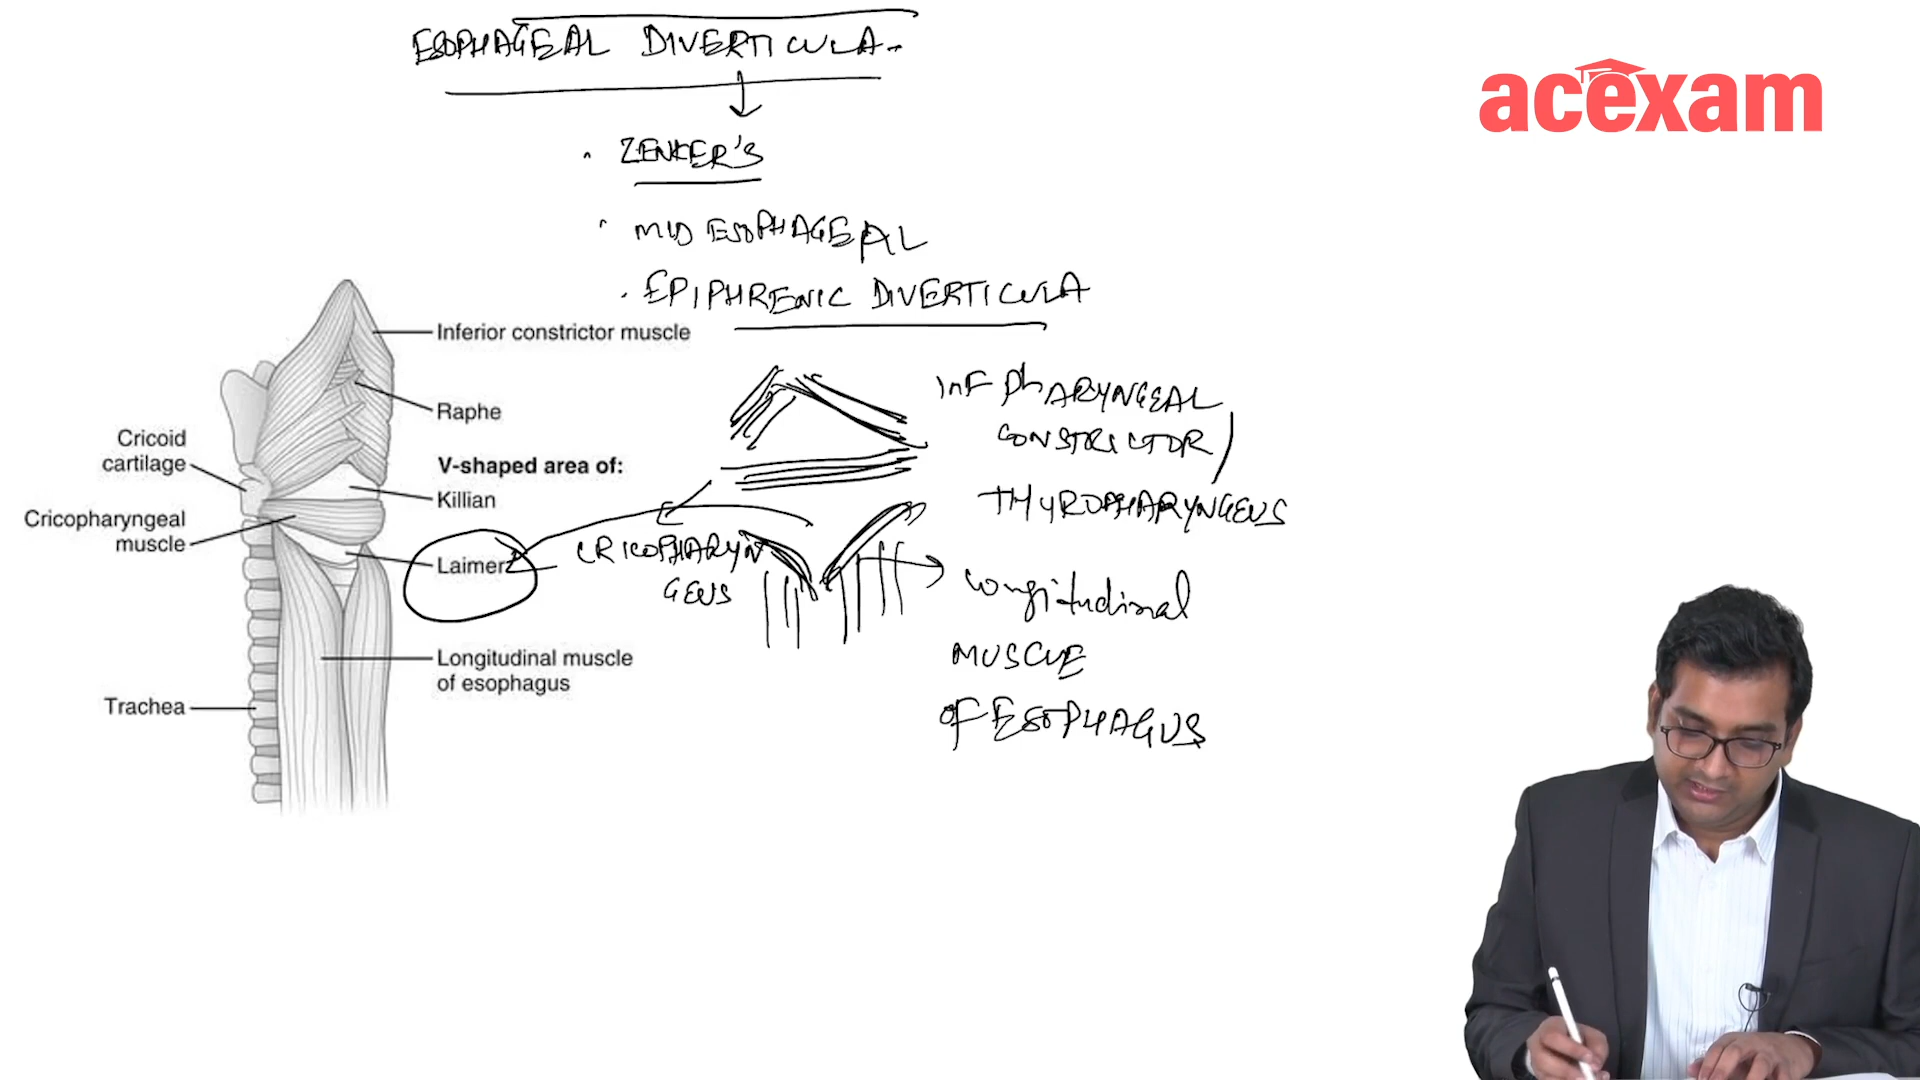 ESOPHAGEAL DIVERTICULA
acexam
ZENKER'S
MID ESOPHAGEAL
EPIPHRENIC DIVERTICULA
Inferior constrictor muscle
Raphe
Cricoid
cartilage
V-shaped area of:
Killian
Cricopharyngeal
muscle
Laimer
Longitudinal muscle
of esophagus
Trachea
INF PhARYNGEAL
CONSTRICTOR/
THYROPHARYNGEUS
CRICOPHARYN
GEUS
Longitudinal
MUSCLE
OF ESOPHAGUS